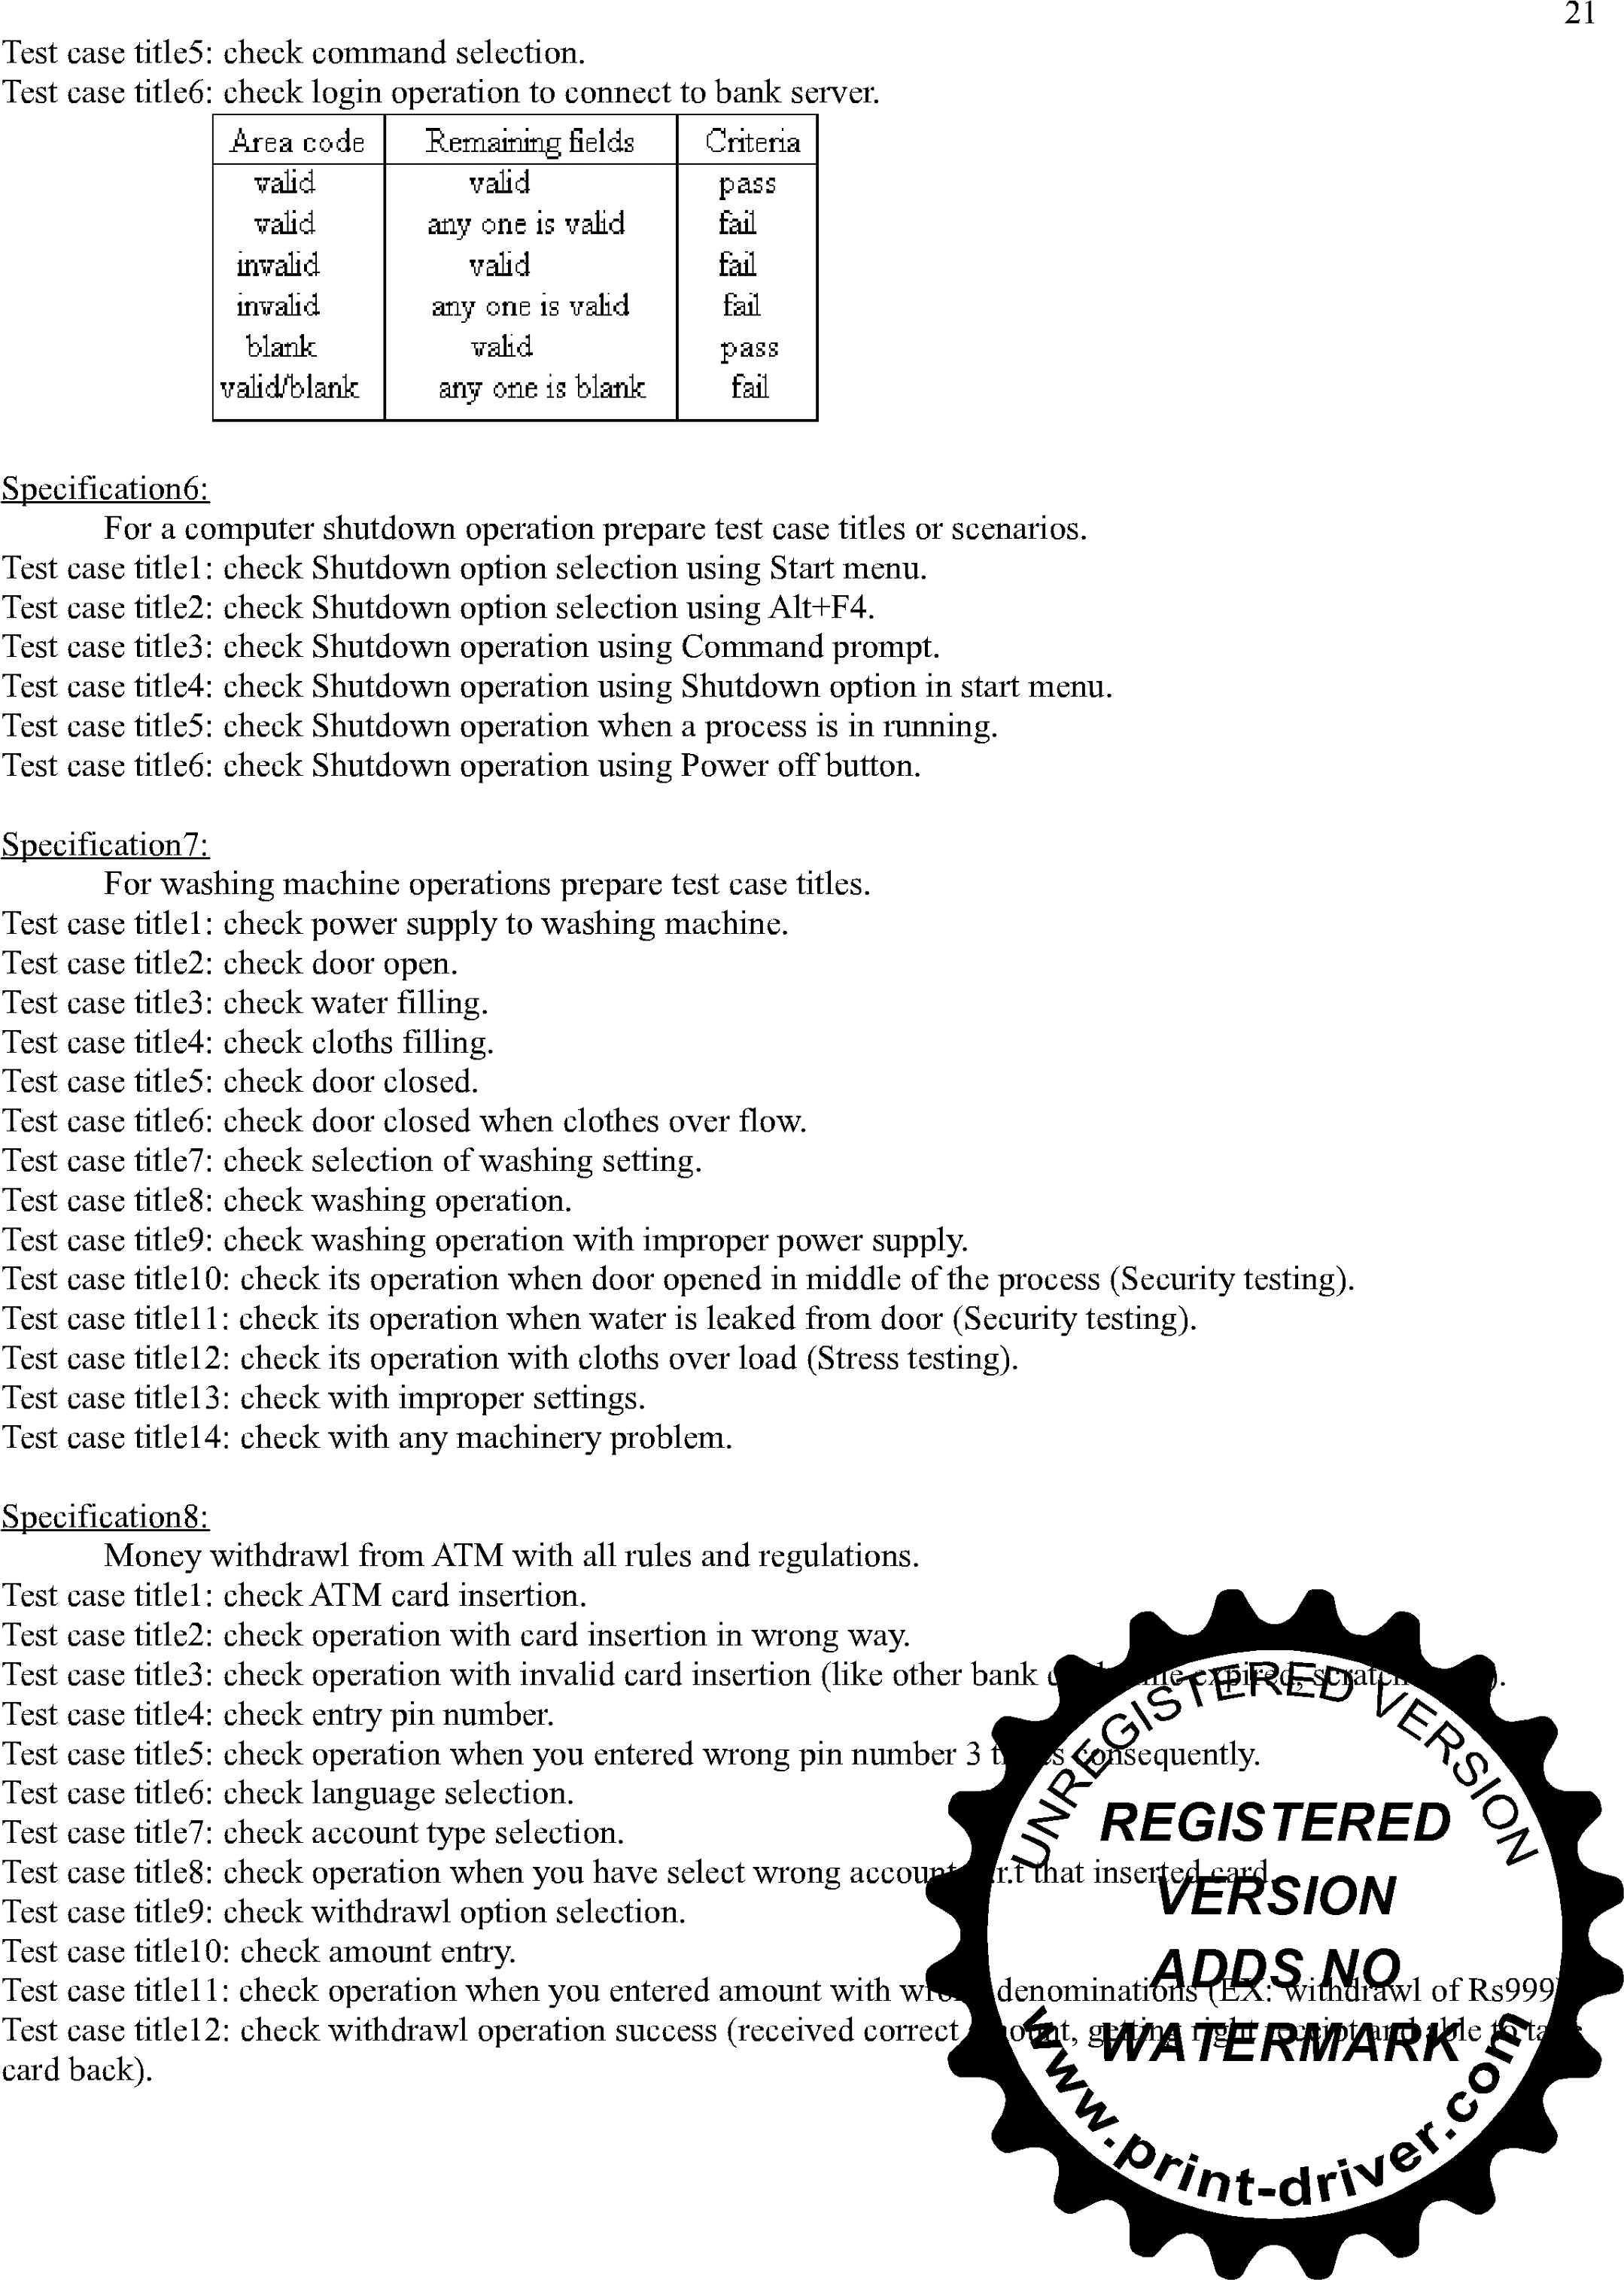 21
Test case title5: check command selection.
Test case title6: check login operation to connect to bank server.
Area code Remaining fields Criteria
valid valid pass
valid any one is valid fail
invalid valid fail
invalid any one is valid fail
blank valid pass
valid/blank any one is blank fail
Specification6:
For a computer shutdown operation prepare test case titles or scenarios.
Test case title1: check Shutdown option selection using Start menu.
Test case title2: check Shutdown option selection using Alt+F4.
Test case title3: check Shutdown operation using Command prompt.
Test case title4: check Shutdown operation using Shutdown option in start menu.
Test case title5: check Shutdown operation when a process is in running.
Test case title6: check Shutdown operation using Power off button.
Specification7:
For washing machine operations prepare test case titles.
Test case title1: check power supply to washing machine.
Test case title2: check door open.
Test case title3: check water filling.
Test case title4: check cloths filling.
Test case title5: check door closed.
Test case title6: check door closed when clothes over flow.
Test case title7: check selection of washing setting.
Test case title8: check washing operation.
Test case title9: check washing operation with improper power supply.
Test case title10: check its operation when door opened in middle of the process (Security testing).
Test case title11: check its operation when water is leaked from door (Security testing).
Test case title12: check its operation with cloths over load (Stress testing).
Test case title13: check with improper settings.
Test case title14: check with any machinery problem.
Specification8:
Money withdrawl from ATM with all rules and regulations.
Test case title1: check ATM card insertion.
Test case title2: check operation with card insertion in wrong way.
Test case title3: check operation with invalid card insertion (like other bank expired,
Test case title4: check entry pin number.
Test case title5: check operation when you entered wrong pin number 3 times consequently.
Test case title6: check language selection.
Test case title7: check account type selection.
Test case title8: check operation when you have select wrong account w.r.t that inserted card.
Test case title9: check withdrawl option selection.
Test case title10: check amount entry.
Test case title11: check operation when you entered amount with wrong denominations (EX: withdrawl of Rs999
Test case title12: check withdrawl operation success (received correct amount, getting right receipt and able to take
card back).
UNREGISTERED VERSION
REGISTERED
VERSION
ADDS NO
WATERMARK
www.print-driver.com